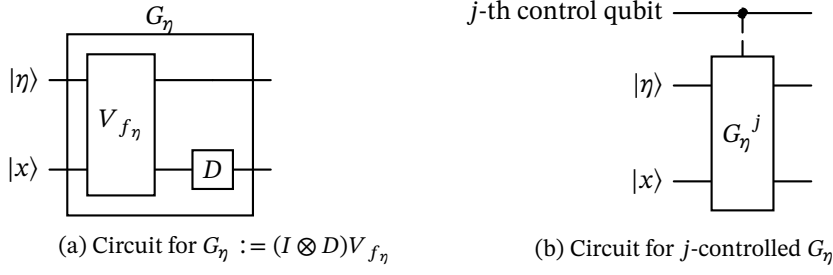 G_η
|η⟩
V_{f_η}
|x⟩
D
(a) Circuit for G_η := (I ⊗ D)V_{f_η}
j-th control qubit
|η⟩
G_η^j
|x⟩
(b) Circuit for j-controlled G_η